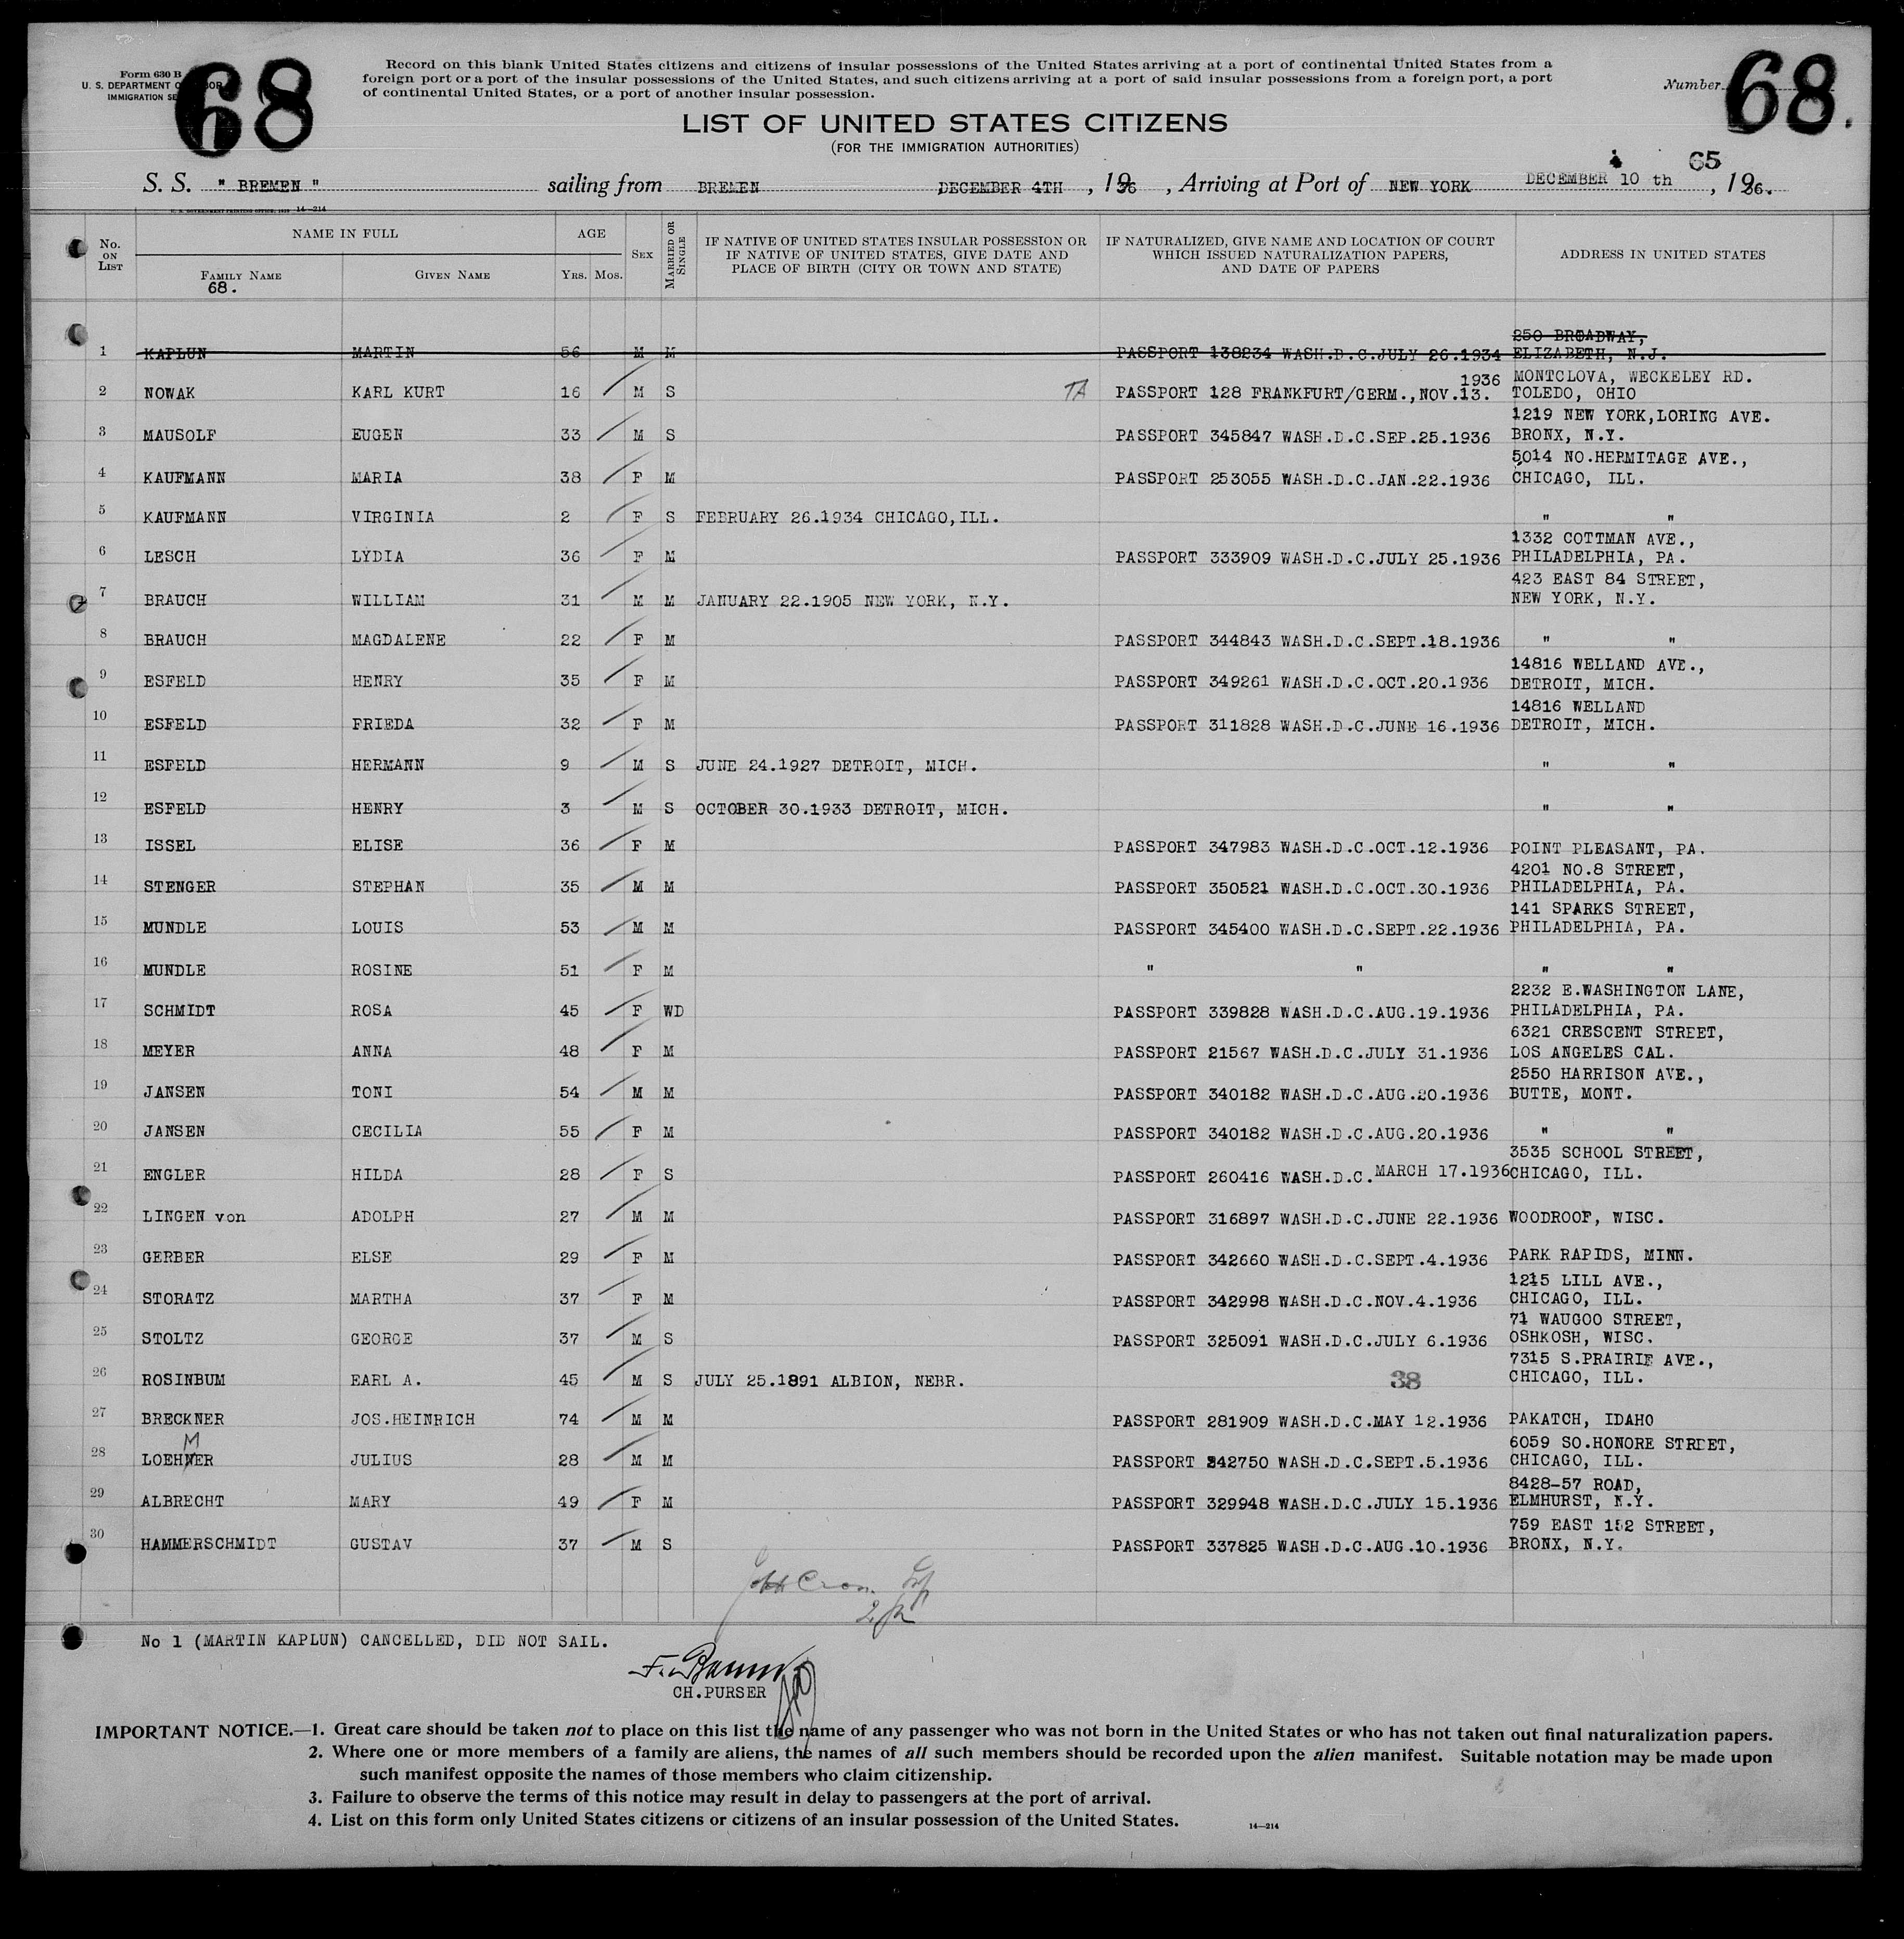 Form 630 B
U. S. DEPARTMENT OF LABOR
IMMIGRATION SE
68
Record on this blank United States citizens and citizens of insular possessions of the United States arriving at a port of continental United States from a
foreign port or a port of the insular possessions of the United States, and such citizens arriving at a port of said insular possessions from a foreign port, a port
of continental United States, or a port of another insular possession.
Number 68.
LIST OF UNITED STATES CITIZENS
(FOR THE IMMIGRATION AUTHORITIES)
65
S. S. " BREMEN " sailing from BREMEN DECEMBER 4TH , 1936 , Arriving at Port of NEW YORK DECEMBER 10 th , 1936.
U. S. GOVERNMENT PRINTING OFFICE 14—214
No. ON LIST NAME IN FULL AGE SEX MARRIED OR SINGLE IF NATIVE OF UNITED STATES INSULAR POSSESSION OR IF NATIVE OF UNITED STATES, GIVE DATE AND PLACE OF BIRTH (CITY OR TOWN AND STATE) IF NATURALIZED, GIVE NAME AND LOCATION OF COURT WHICH ISSUED NATURALIZATION PAPERS, AND DATE OF PAPERS ADDRESS IN UNITED STATES
FAMILY NAME GIVEN NAME YRS. MOS.
68.
250 BROADWAY,
1 KAPLUN MARTIN 56 M M PASSPORT 138234 WASH.D.C.JULY 26.1934 ELIZABETH, N.J.
1936 MONTCLOVA, WECKELEY RD.
2 NOWAK KARL KURT 16 M S TA PASSPORT 128 FRANKFURT/GERM.,NOV.13. TOLEDO, OHIO
1219 NEW YORK,LORING AVE.
3 MAUSOLF EUGEN 33 M S PASSPORT 345847 WASH.D.C.SEP.25.1936 BRONX, N.Y.
5014 NO.HERMITAGE AVE.,
4 KAUFMANN MARIA 38 F M PASSPORT 253055 WASH.D.C.JAN.22.1936 CHICAGO, ILL.
5 KAUFMANN VIRGINIA 2 F S FEBRUARY 26.1934 CHICAGO,ILL. " "
1332 COTTMAN AVE.,
6 LESCH LYDIA 36 F M PASSPORT 333909 WASH.D.C.JULY 25.1936 PHILADELPHIA, PA.
423 EAST 84 STREET,
7 BRAUCH WILLIAM 31 M M JANUARY 22.1905 NEW YORK, N.Y. NEW YORK, N.Y.
8 BRAUCH MAGDALENE 22 F M PASSPORT 344843 WASH.D.C.SEPT.18.1936 " "
14816 WELLAND AVE.,
9 ESFELD HENRY 35 F M PASSPORT 349261 WASH.D.C.OCT.20.1936 DETROIT, MICH.
14816 WELLAND
10 ESFELD FRIEDA 32 F M PASSPORT 311828 WASH.D.C.JUNE 16.1936 DETROIT, MICH.
11 ESFELD HERMANN 9 M S JUNE 24.1927 DETROIT, MICH. " "
12 ESFELD HENRY 3 M S OCTOBER 30.1933 DETROIT, MICH. " "
13 ISSEL ELISE 36 F M PASSPORT 347983 WASH.D.C.OCT.12.1936 POINT PLEASANT, PA.
4201 NO.8 STREET,
14 STENGER STEPHAN 35 M M PASSPORT 350521 WASH.D.C.OCT.30.1936 PHILADELPHIA, PA.
141 SPARKS STREET,
15 MUNDLE LOUIS 53 M M PASSPORT 345400 WASH.D.C.SEPT.22.1936 PHILADELPHIA, PA.
16 MUNDLE ROSINE 51 F M " " " "
2232 E.WASHINGTON LANE,
17 SCHMIDT ROSA 45 F WD PASSPORT 339828 WASH.D.C.AUG.19.1936 PHILADELPHIA, PA.
6321 CRESCENT STREET,
18 MEYER ANNA 48 F M PASSPORT 21567 WASH.D.C.JULY 31.1936 LOS ANGELES CAL.
2550 HARRISON AVE.,
19 JANSEN TONI 54 M M PASSPORT 340182 WASH.D.C.AUG.20.1936 BUTTE, MONT.
20 JANSEN CECILIA 55 F M PASSPORT 340182 WASH.D.C.AUG.20.1936 " "
3535 SCHOOL STREET,
21 ENGLER HILDA 28 F S PASSPORT 260416 WASH.D.C.MARCH 17.1936 CHICAGO, ILL.
22 LINGEN von ADOLPH 27 M M PASSPORT 316897 WASH.D.C.JUNE 22.1936 WOODROOF, WISC.
23 GERBER ELSE 29 F M PASSPORT 342660 WASH.D.C.SEPT.4.1936 PARK RAPIDS, MINN.
1215 LILL AVE.,
24 STORATZ MARTHA 37 F M PASSPORT 342998 WASH.D.C.NOV.4.1936 CHICAGO, ILL.
71 WAUGOO STREET,
25 STOLTZ GEORGE 37 M S PASSPORT 325091 WASH.D.C.JULY 6.1936 OSHKOSH, WISC.
7315 S.PRAIRIE AVE.,
26 ROSINBUM EARL A. 45 M S JULY 25.1891 ALBION, NEBR. 38 CHICAGO, ILL.
27 BRECKNER JOS.HEINRICH 74 M M PASSPORT 281909 WASH.D.C.MAY 12.1936 PAKATCH, IDAHO
M 6059 SO.HONORE STREET,
28 LOEHNER JULIUS 28 M M PASSPORT 342750 WASH.D.C.SEPT.5.1936 CHICAGO, ILL.
8428-57 ROAD,
29 ALBRECHT MARY 49 F M PASSPORT 329948 WASH.D.C.JULY 15.1936 ELMHURST, N.Y.
759 EAST 152 STREET,
30 HAMMERSCHMIDT GUSTAV 37 M S PASSPORT 337825 WASH.D.C.AUG.10.1936 BRONX, N.Y.
No 1 (MARTIN KAPLUN) CANCELLED, DID NOT SAIL.
CH.PURSER
IMPORTANT NOTICE.—1. Great care should be taken not to place on this list the name of any passenger who was not born in the United States or who has not taken out final naturalization papers.
2. Where one or more members of a family are aliens, the names of all such members should be recorded upon the alien manifest. Suitable notation may be made upon
such manifest opposite the names of those members who claim citizenship.
3. Failure to observe the terms of this notice may result in delay to passengers at the port of arrival.
4. List on this form only United States citizens or citizens of an insular possession of the United States.
14—214